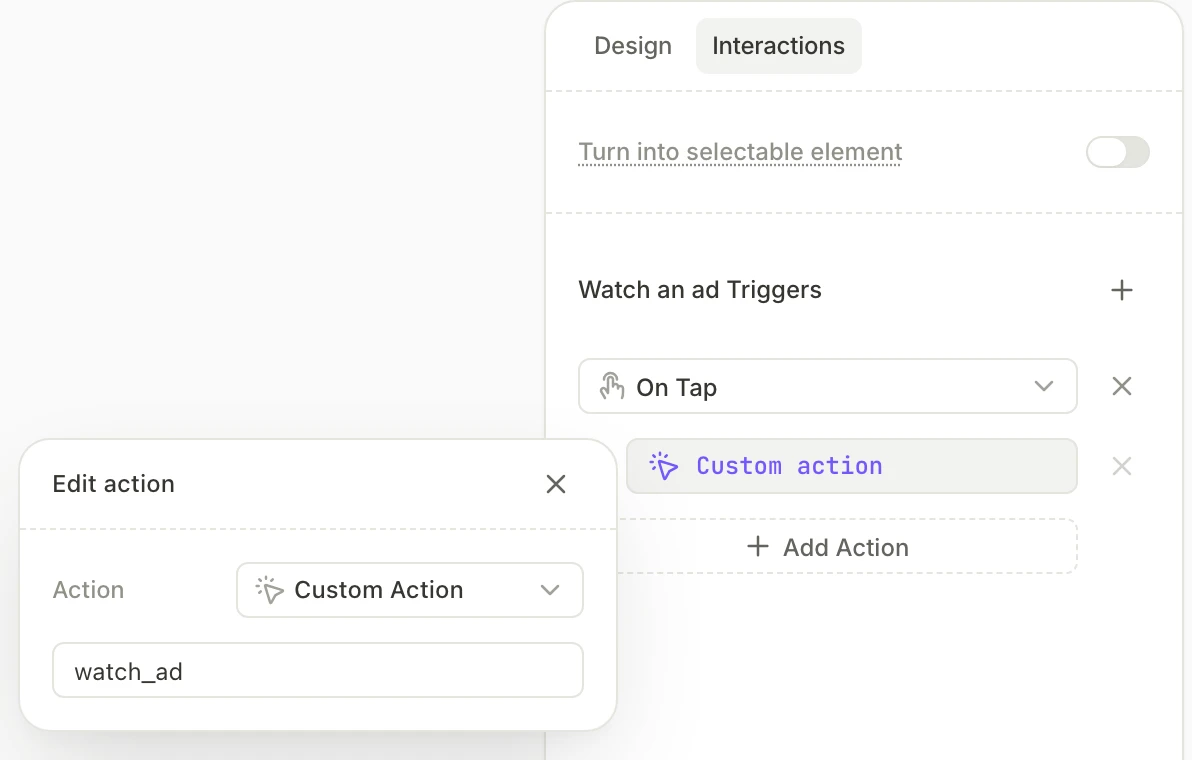 Design
Interactions
Turn into selectable element
Watch an ad Triggers
On Tap
Custom action
Add Action
Edit action
Action
Custom Action
watch_ad